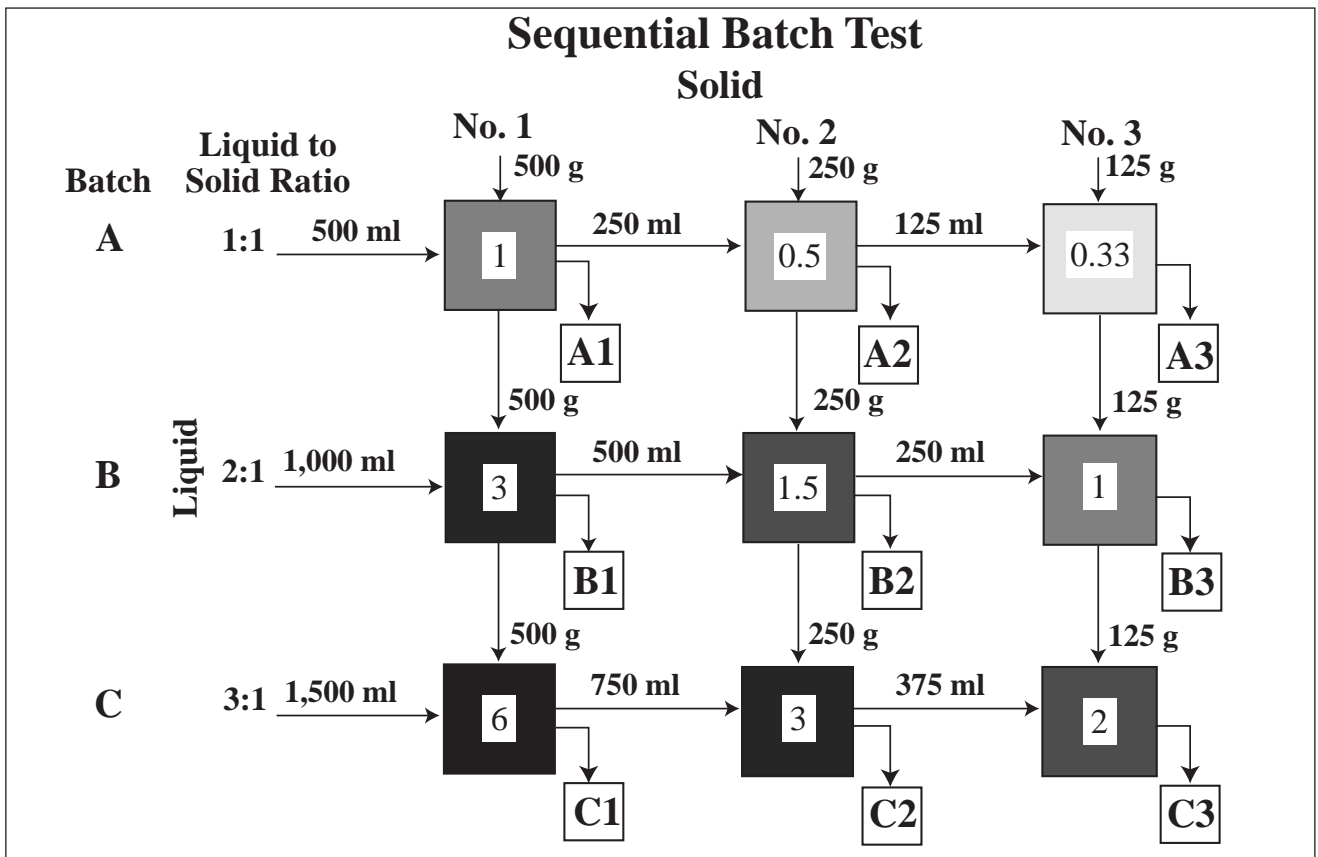 Sequential Batch Test
Solid
No. 1 No. 2 No. 3
Liquid to
Batch Solid Ratio
500 g 250 g 125 g
A 1:1 500 ml 1 250 ml 0.5 125 ml 0.33
A1 A2 A3
500 g 250 g 125 g
Liquid
B 2:1 1,000 ml 3 500 ml 1.5 250 ml 1
B1 B2 B3
500 g 250 g 125 g
C 3:1 1,500 ml 6 750 ml 3 375 ml 2
C1 C2 C3